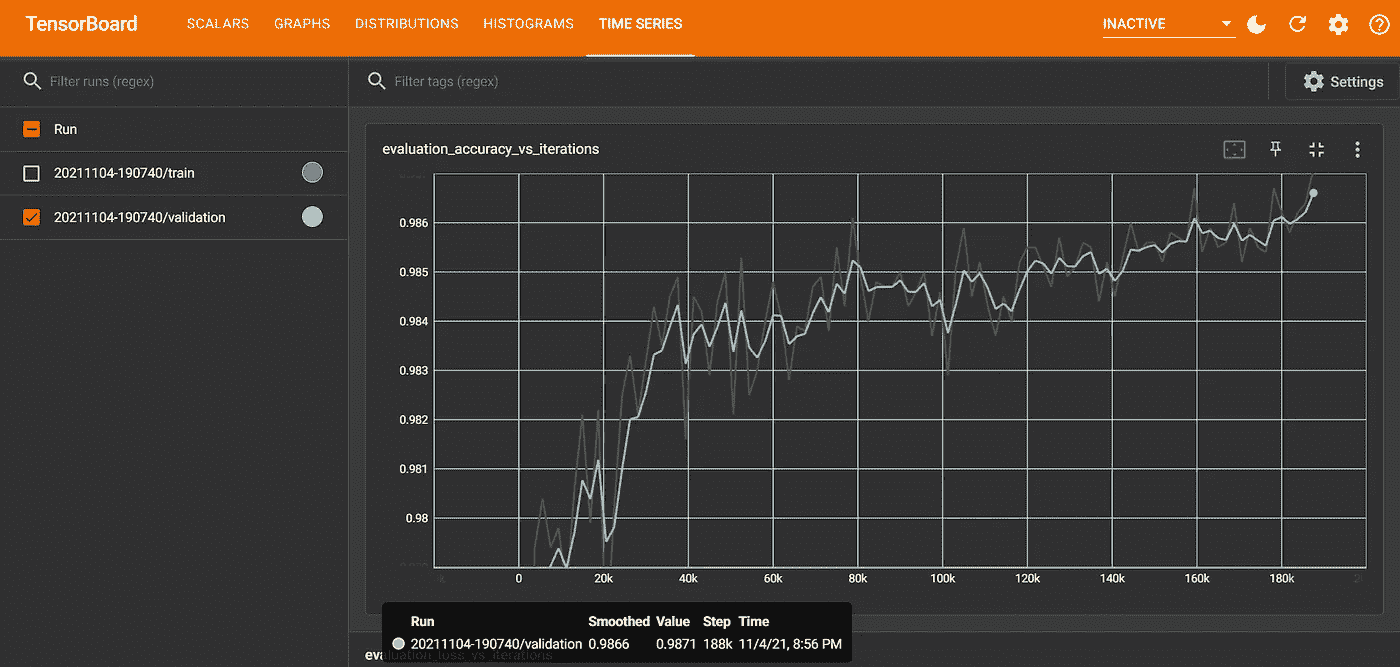 TensorBoard SCALARS GRAPHS DISTRIBUTIONS HISTOGRAMS TIME SERIES INACTIVE
Filter runs (regex)
Filter tags (regex) Settings
Run
20211104-190740/train
20211104-190740/validation
evaluation_accuracy_vs_iterations
0.986
0.985
0.984
0.983
0.982
0.981
0.98
0 20k 40k 60k 80k 100k 120k 140k 160k 180k
Run Smoothed Value Step Time
20211104-190740/validation 0.9866 0.9871 188k 11/4/21, 8:56 PM
evaluation_loss_vs_iterations